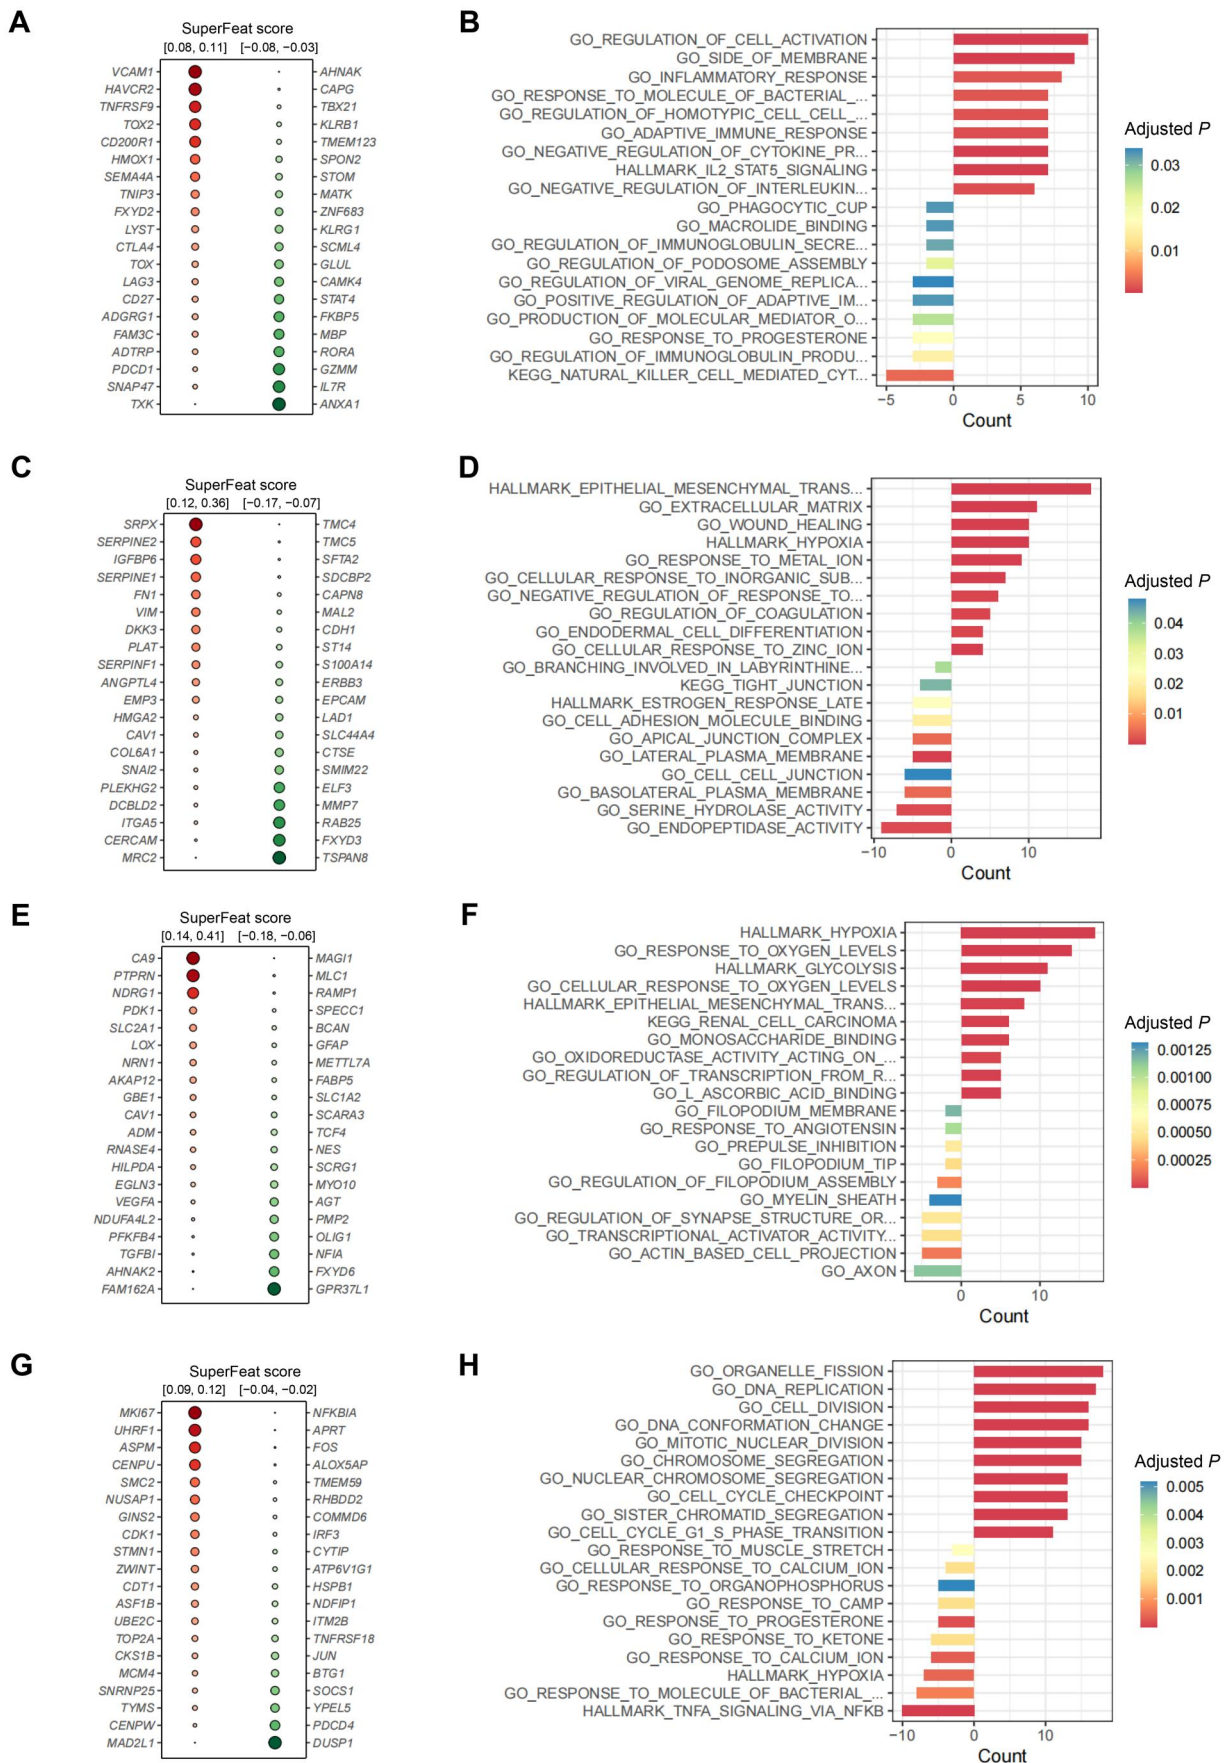 A
SuperFeat score
[0.08, 0.11] [−0.08, −0.03]
VCAM1 AHNAK
HAVCR2 CAPG
TNFRSF9 TBX21
TOX2 KLRB1
CD200R1 TMEM123
HMOX1 SPON2
SEMA4A STOM
TNIP3 MATK
FXYD2 ZNF683
LYST KLRG1
CTLA4 SCML4
TOX GLUL
LAG3 CAMK4
CD27 STAT4
ADGRG1 FKBP5
FAM3C MBP
ADTRP RORA
PDCD1 GZMM
SNAP47 IL7R
TXK ANXA1
B
GO_REGULATION_OF_CELL_ACTIVATION
GO_SIDE_OF_MEMBRANE
GO_INFLAMMATORY_RESPONSE
GO_RESPONSE_TO_MOLECULE_OF_BACTERIAL_...
GO_REGULATION_OF_HOMOTYPIC_CELL_CELL_...
GO_ADAPTIVE_IMMUNE_RESPONSE
GO_NEGATIVE_REGULATION_OF_CYTOKINE_PR...
HALLMARK_IL2_STAT5_SIGNALING
GO_NEGATIVE_REGULATION_OF_INTERLEUKIN...
GO_PHAGOCYTIC_CUP
GO_MACROLIDE_BINDING
GO_REGULATION_OF_IMMUNOGLOBULIN_SECRE...
GO_REGULATION_OF_PODOSOME_ASSEMBLY
GO_REGULATION_OF_VIRAL_GENOME_REPLICA...
GO_POSITIVE_REGULATION_OF_ADAPTIVE_IM...
GO_PRODUCTION_OF_MOLECULAR_MEDIATOR_O...
GO_RESPONSE_TO_PROGESTERONE
GO_REGULATION_OF_IMMUNOGLOBULIN_PRODU...
KEGG_NATURAL_KILLER_CELL_MEDIATED_CYT...
−5 0 5 10
Count
Adjusted P
0.03
0.02
0.01
C
SuperFeat score
[0.12, 0.36] [−0.17, −0.07]
SRPX TMC4
SERPINE2 TMC5
IGFBP6 SFTA2
SERPINE1 SDCBP2
FN1 CAPN8
VIM MAL2
DKK3 CDH1
PLAT ST14
SERPINF1 S100A14
ANGPTL4 ERBB3
EMP3 EPCAM
HMGA2 LAD1
CAV1 SLC44A4
COL6A1 CTSE
SNAI2 SMIM22
PLEKHG2 ELF3
DCBLD2 MMP7
ITGA5 RAB25
CERCAM FXYD3
MRC2 TSPAN8
D
HALLMARK_EPITHELIAL_MESENCHYMAL_TRANS...
GO_EXTRACELLULAR_MATRIX
GO_WOUND_HEALING
HALLMARK_HYPOXIA
GO_RESPONSE_TO_METAL_ION
GO_CELLULAR_RESPONSE_TO_INORGANIC_SUB...
GO_NEGATIVE_REGULATION_OF_RESPONSE_TO...
GO_REGULATION_OF_COAGULATION
GO_ENDODERMAL_CELL_DIFFERENTIATION
GO_CELLULAR_RESPONSE_TO_ZINC_ION
GO_BRANCHING_INVOLVED_IN_LABYRINTHINE...
KEGG_TIGHT_JUNCTION
HALLMARK_ESTROGEN_RESPONSE_LATE
GO_CELL_ADHESION_MOLECULE_BINDING
GO_APICAL_JUNCTION_COMPLEX
GO_LATERAL_PLASMA_MEMBRANE
GO_CELL_CELL_JUNCTION
GO_BASOLATERAL_PLASMA_MEMBRANE
GO_SERINE_HYDROLASE_ACTIVITY
GO_ENDOPEPTIDASE_ACTIVITY
−10 0 10
Count
Adjusted P
0.04
0.03
0.02
0.01
E
SuperFeat score
[0.14, 0.41] [−0.18, −0.06]
CA9 MAGI1
PTPRN MLC1
NDRG1 RAMP1
PDK1 SPECC1
SLC2A1 BCAN
LOX GFAP
NRN1 METTL7A
AKAP12 FABP5
GBE1 SLC1A2
CAV1 SCARA3
ADM TCF4
RNASE4 NES
HILPDA SCRG1
EGLN3 MYO10
VEGFA AGT
NDUFA4L2 PMP2
PFKFB4 OLIG1
TGFBI NFIA
AHNAK2 FXYD6
FAM162A GPR37L1
F
HALLMARK_HYPOXIA
GO_RESPONSE_TO_OXYGEN_LEVELS
HALLMARK_GLYCOLYSIS
GO_CELLULAR_RESPONSE_TO_OXYGEN_LEVELS
HALLMARK_EPITHELIAL_MESENCHYMAL_TRANS...
KEGG_RENAL_CELL_CARCINOMA
GO_MONOSACCHARIDE_BINDING
GO_OXIDOREDUCTASE_ACTIVITY_ACTING_ON_...
GO_REGULATION_OF_TRANSCRIPTION_FROM_R...
GO_L_ASCORBIC_ACID_BINDING
GO_FILOPODIUM_MEMBRANE
GO_RESPONSE_TO_ANGIOTENSIN
GO_PREPULSE_INHIBITION
GO_FILOPODIUM_TIP
GO_REGULATION_OF_FILOPODIUM_ASSEMBLY
GO_MYELIN_SHEATH
GO_REGULATION_OF_SYNAPSE_STRUCTURE_OR...
GO_TRANSCRIPTIONAL_ACTIVATOR_ACTIVITY...
GO_ACTIN_BASED_CELL_PROJECTION
GO_AXON
0 10
Count
Adjusted P
0.00125
0.00100
0.00075
0.00050
0.00025
G
SuperFeat score
[0.09, 0.12] [−0.04, −0.02]
MKI67 NFKBIA
UHRF1 APRT
ASPM FOS
CENPU ALOX5AP
SMC2 TMEM59
NUSAP1 RHBDD2
GINS2 COMMD6
CDK1 IRF3
STMN1 CYTIP
ZWINT ATP6V1G1
CDT1 HSPB1
ASF1B NDFIP1
UBE2C ITM2B
TOP2A TNFRSF18
CKS1B JUN
MCM4 BTG1
SNRNP25 SOCS1
TYMS YPEL5
CENPW PDCD4
MAD2L1 DUSP1
H
GO_ORGANELLE_FISSION
GO_DNA_REPLICATION
GO_CELL_DIVISION
GO_DNA_CONFORMATION_CHANGE
GO_MITOTIC_NUCLEAR_DIVISION
GO_CHROMOSOME_SEGREGATION
GO_NUCLEAR_CHROMOSOME_SEGREGATION
GO_CELL_CYCLE_CHECKPOINT
GO_SISTER_CHROMATID_SEGREGATION
GO_CELL_CYCLE_G1_S_PHASE_TRANSITION
GO_RESPONSE_TO_MUSCLE_STRETCH
GO_CELLULAR_RESPONSE_TO_CALCIUM_ION
GO_RESPONSE_TO_ORGANOPHOSPHORUS
GO_RESPONSE_TO_CAMP
GO_RESPONSE_TO_PROGESTERONE
GO_RESPONSE_TO_KETONE
GO_RESPONSE_TO_CALCIUM_ION
HALLMARK_HYPOXIA
GO_RESPONSE_TO_MOLECULE_OF_BACTERIAL_...
HALLMARK_TNFA_SIGNALING_VIA_NFKB
−10 0 10
Count
Adjusted P
0.005
0.004
0.003
0.002
0.001